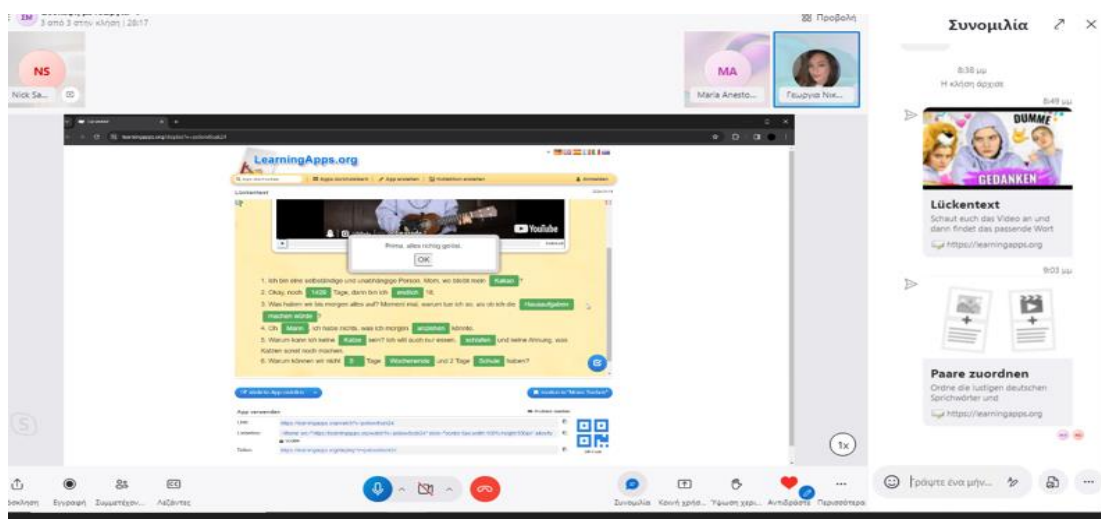 ΣΜ
3 από 3 στην κλήση | 28:17
Προβολή
NS
Nick Sa...
MA
Maria Anesto...
Γεωργία Νικ...
LearningApps.org
Lückentext
YouTube
Prima, alles richtig gelöst.
OK
1. Ich bin eine selbständige und unabhängige Person. Mom, wo bleibt mein Kakao ?
2. Okay, noch 1428 Tage, dann bin ich endlich 18.
3. Was haben wir bis morgen alles auf? Moment mal, warum tue ich so, als ob ich die Hausaufgaben
machen würde ?
4. Oh Mann , ich habe nichts, was ich morgen anziehen könnte.
5. Warum kann ich keine Katze sein? Ich will auch nur essen, schlafen und keine Ahnung, was
Katzen sonst noch machen.
6. Warum können wir nicht 5 Tage Wochenende und 2 Tage Schule haben?
App verwenden
1x
Συνομιλία
8:38 μμ
Η κλήση άρχισε
8:49 μμ
DUMME
GEDANKEN
Lückentext
Schaut euch das Video an und
dann findet das passende Wort
https://learningapps.org
9:03 μμ
Paare zuordnen
Ordne die lustigen deutschen
Sprichwörter und
https://learningapps.org
Εγγραφή
Συμμετέχον...
Λεζάντες
Συνομιλία
Κοινή χρήσ...
Ύψωση χερι...
Αντιδράστε
Περισσότερα
Γράψτε ένα μήν...